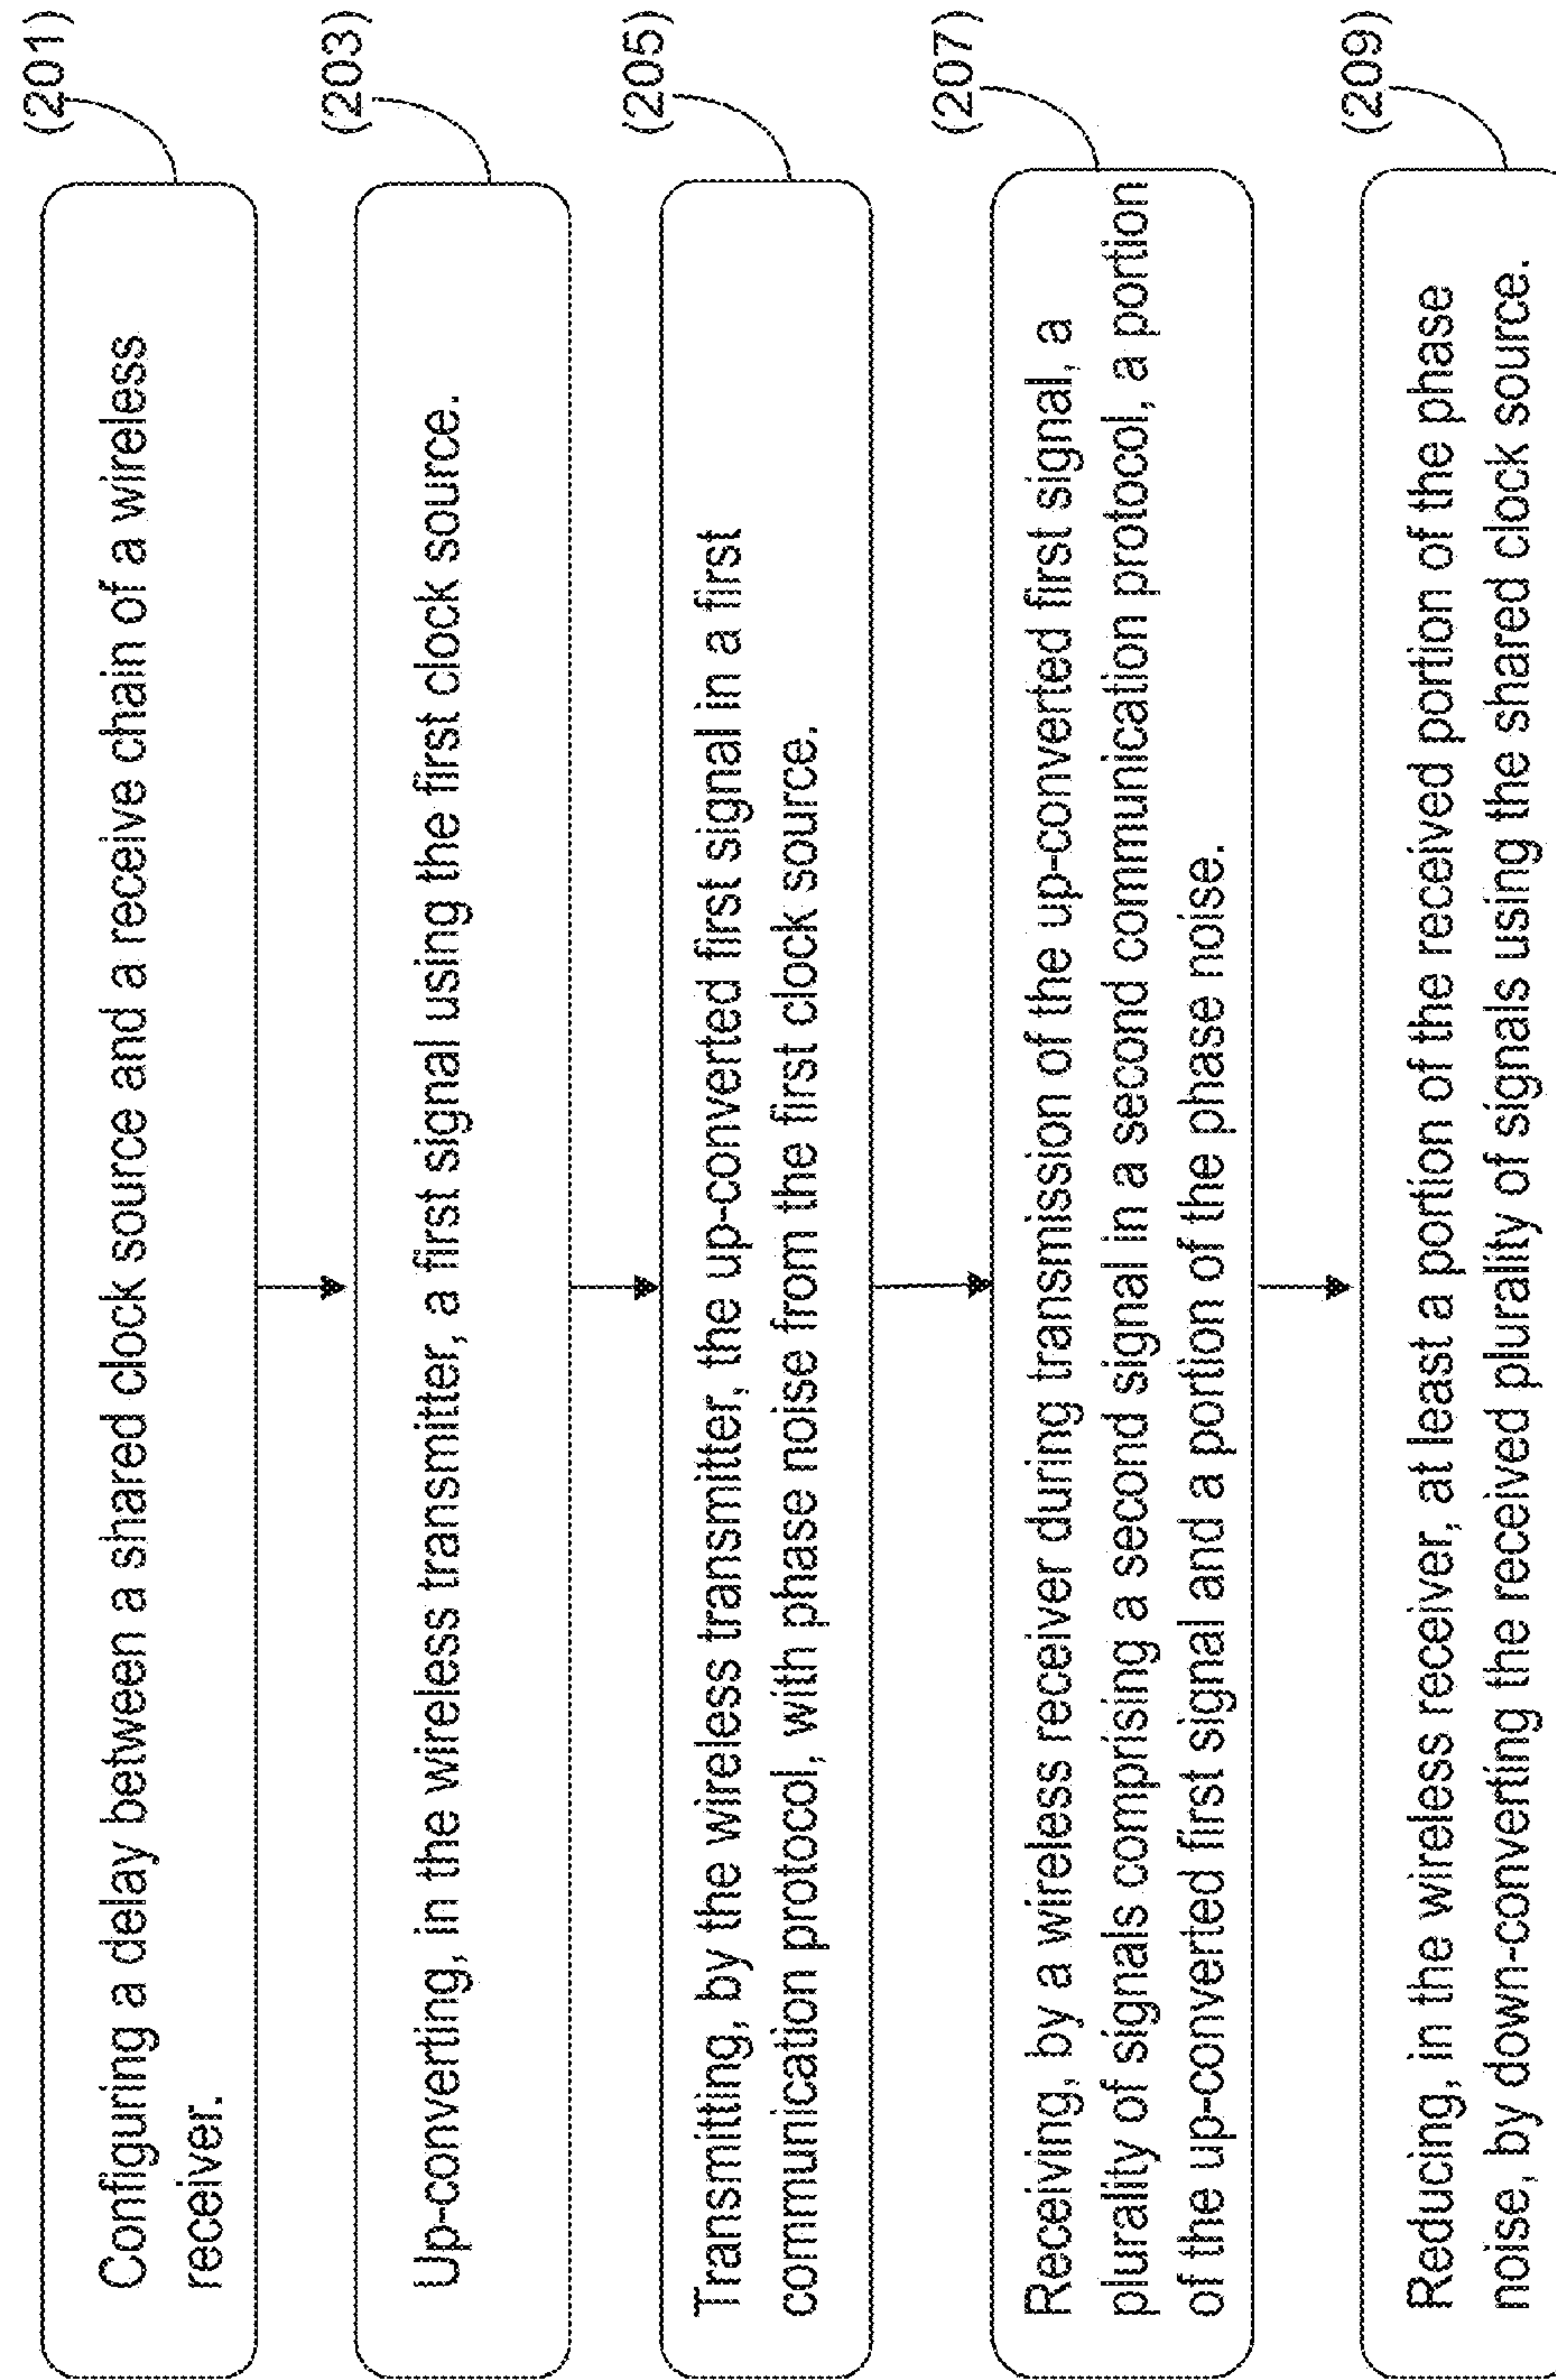 (201)
Configuring a delay between a shared clock source and a receive chain of a wireless
receiver.
(203)
Up-converting, in the wireless transmitter, a first signal using the first clock source.
(205)
Transmitting, by the wireless transmitter, the up-converted first signal in a first
communication protocol, with phase noise from the first clock source.
(207)
Receiving, by a wireless receiver during transmission of the up-converted first signal, a
plurality of signals comprising a second signal in a second communication protocol, a portion
of the up-converted first signal and a portion of the phase noise.
(209)
Reducing, in the wireless receiver, at least a portion of the received portion of the phase
noise, by down-converting the received plurality of signals using the shared clock source.